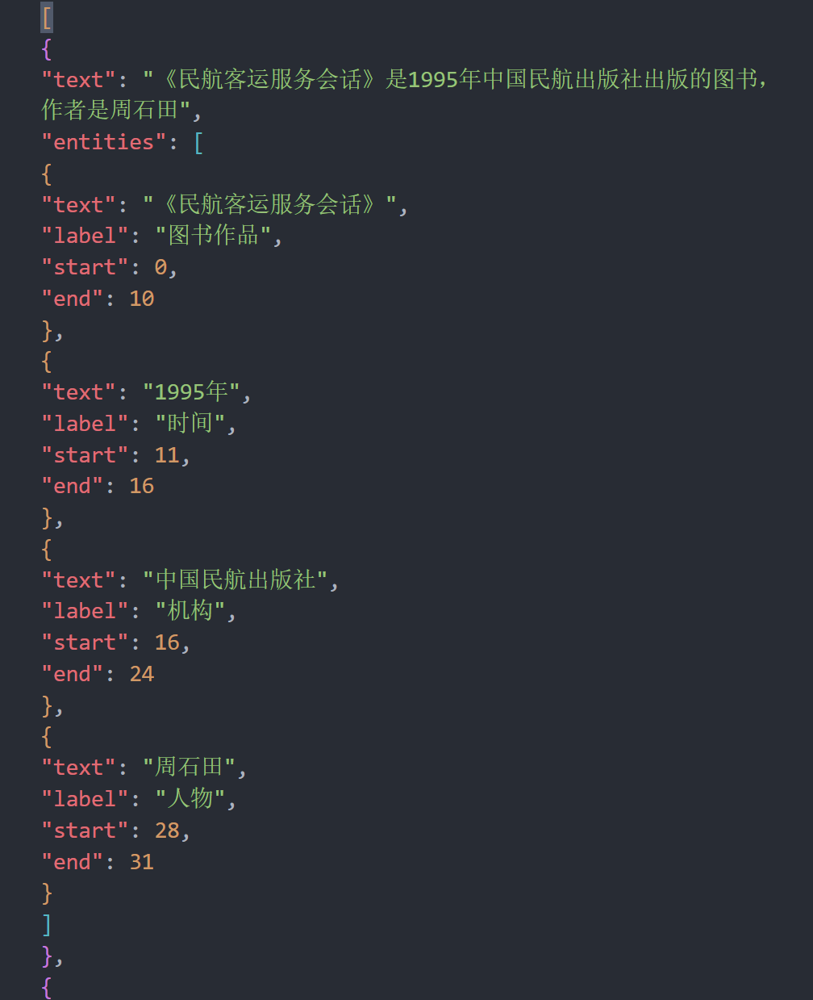 [
{
"text": "《民航客运服务会话》是1995年中国民航出版社出版的图书，
作者是周石田",
"entities": [
{
"text": "《民航客运服务会话》",
"label": "图书作品",
"start": 0,
"end": 10
},
{
"text": "1995年",
"label": "时间",
"start": 11,
"end": 16
},
{
"text": "中国民航出版社",
"label": "机构",
"start": 16,
"end": 24
},
{
"text": "周石田",
"label": "人物",
"start": 28,
"end": 31
}
]
},
{